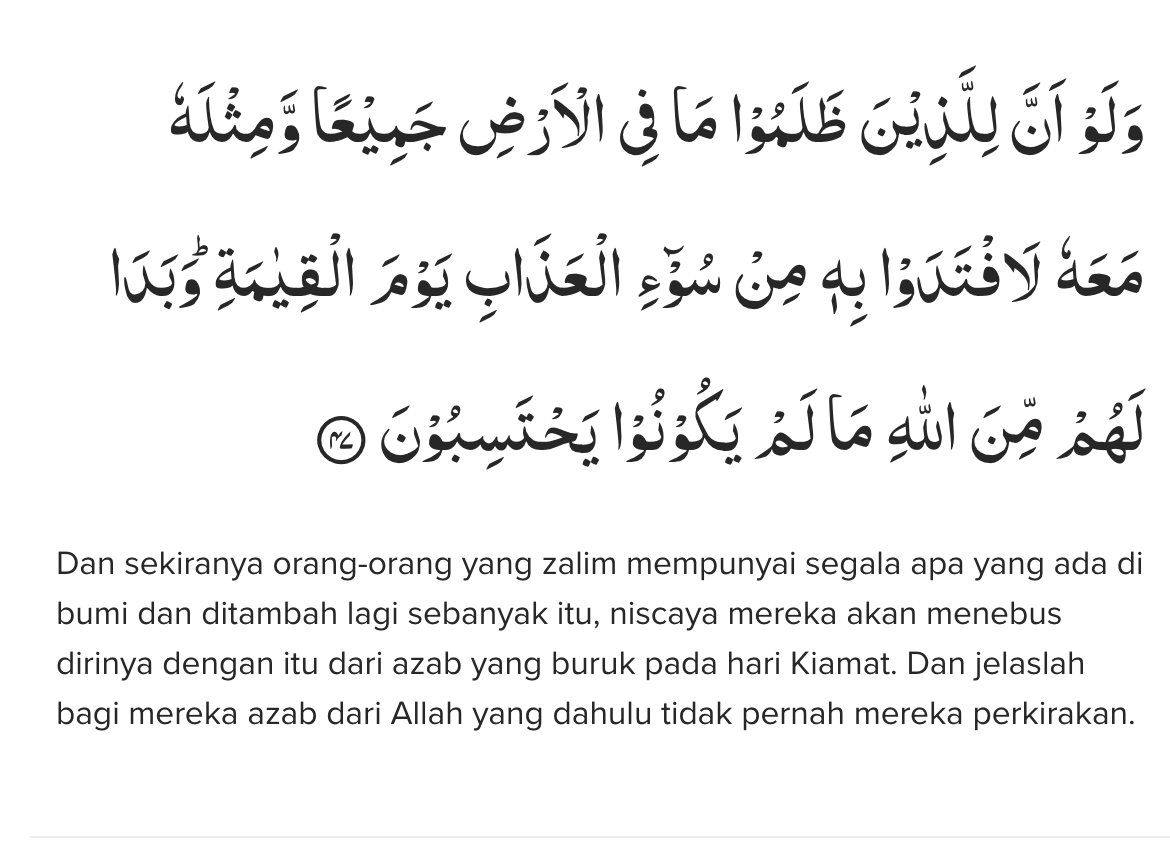 وَلَوْ اَنَّ لِلَّذِيْنَ ظَلَمُوْا مَا فِى الْاَرْضِ جَمِيْعًا وَّمِثْلَهٗ
مَعَهٗ لَافْتَدَوْا بِهٖ مِنْ سُوْۤءِ الْعَذَابِ يَوْمَ الْقِيٰمَةِ ۗوَبَدَا
لَهُمْ مِّنَ اللّٰهِ مَا لَمْ يَكُوْنُوْا يَحْتَسِبُوْنَ ۴۷
Dan sekiranya orang-orang yang zalim mempunyai segala apa yang ada di
bumi dan ditambah lagi sebanyak itu, niscaya mereka akan menebus
dirinya dengan itu dari azab yang buruk pada hari Kiamat. Dan jelaslah
bagi mereka azab dari Allah yang dahulu tidak pernah mereka perkirakan.